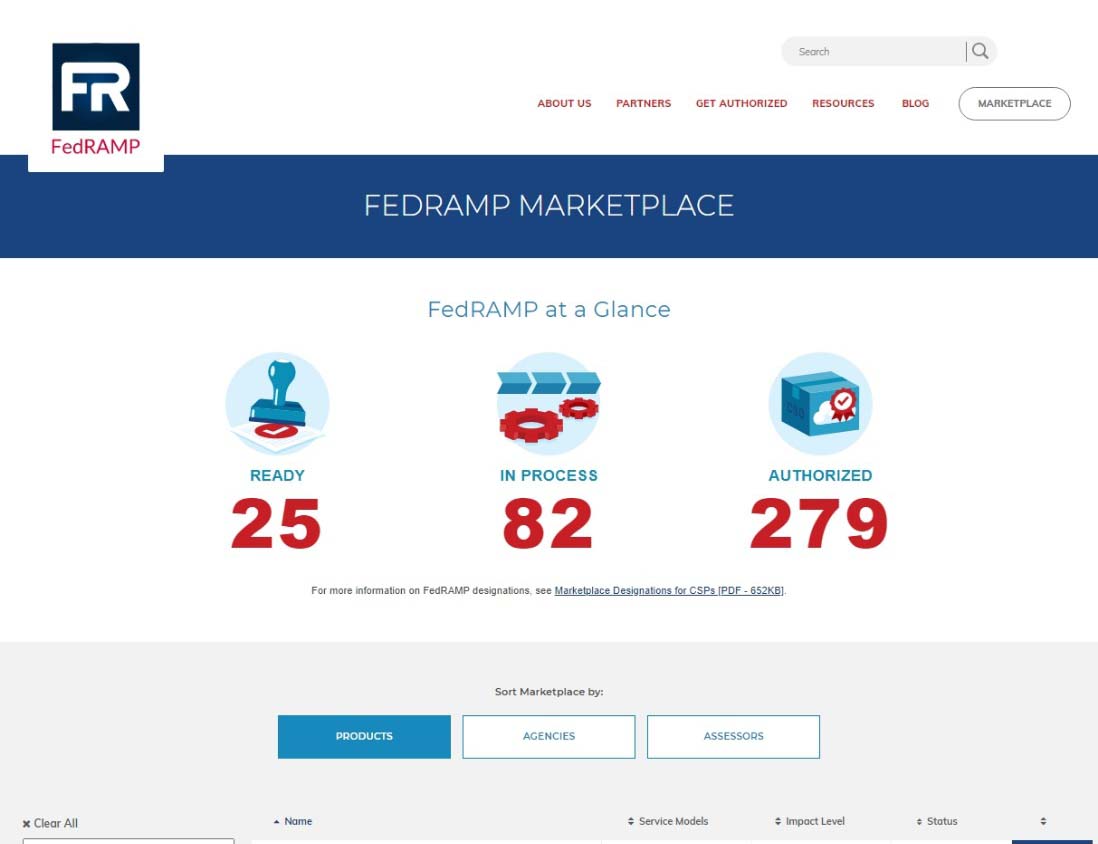 Search
FR
FedRAMP
ABOUT US PARTNERS GET AUTHORIZED RESOURCES BLOG MARKETPLACE
FEDRAMP MARKETPLACE
FedRAMP at a Glance
READY IN PROCESS AUTHORIZED
25 82 279
For more information on FedRAMP designations, see Marketplace Designations for CSPs [PDF - 652KB].
Sort Marketplace by:
PRODUCTS AGENCIES ASSESSORS
Clear All Name Service Models Impact Level Status